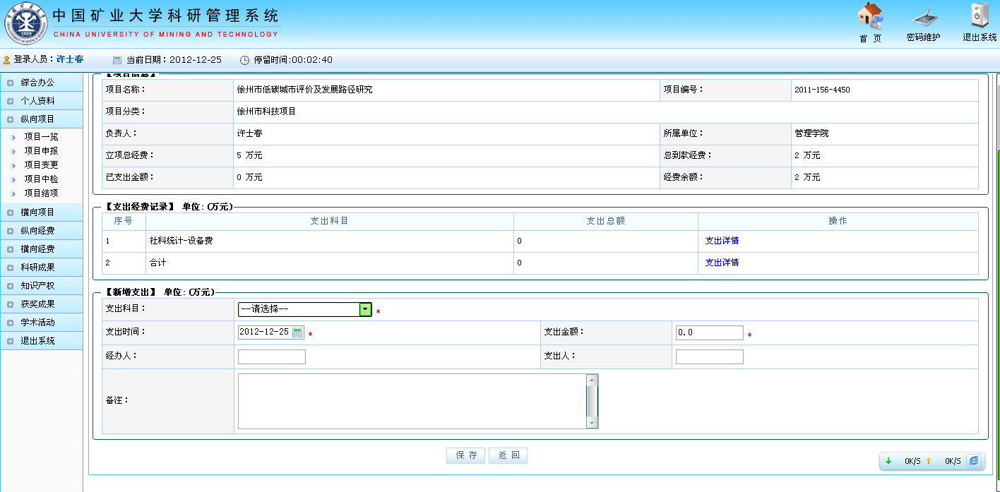 中国矿业大学科研管理系统
CHINA UNIVERSITY OF MINING AND TECHNOLOGY
首 页 密码维护 退出系统
登录人员：许士春 当前日期：2012-12-25 停留时间:00:02:40
综合办公
个人资料
纵向项目
项目一览
项目申报
项目变更
项目中检
项目结项
横向项目
纵向经费
横向经费
科研成果
知识产权
获奖成果
学术活动
退出系统
【项目信息】
项目名称： 徐州市低碳城市评价及发展路径研究 项目编号： 2011-156-4450
项目分类： 徐州市科技项目
负责人： 许士春 所属单位： 管理学院
立项总经费： 5 万元 总到款经费： 2 万元
已支出金额： 0 万元 经费余额： 2 万元
【支出经费记录】 单位:(万元)
序号 支出科目 支出总额 操作
1 社科统计-设备费 0 支出详情
2 合计 0 支出详情
【新增支出】 单位:(万元)
支出科目： --请选择-- *
支出时间： 2012-12-25 * 支出金额： 0.0 *
经办人： 支出人：
备注：
保 存 返 回
0K/S 0K/S